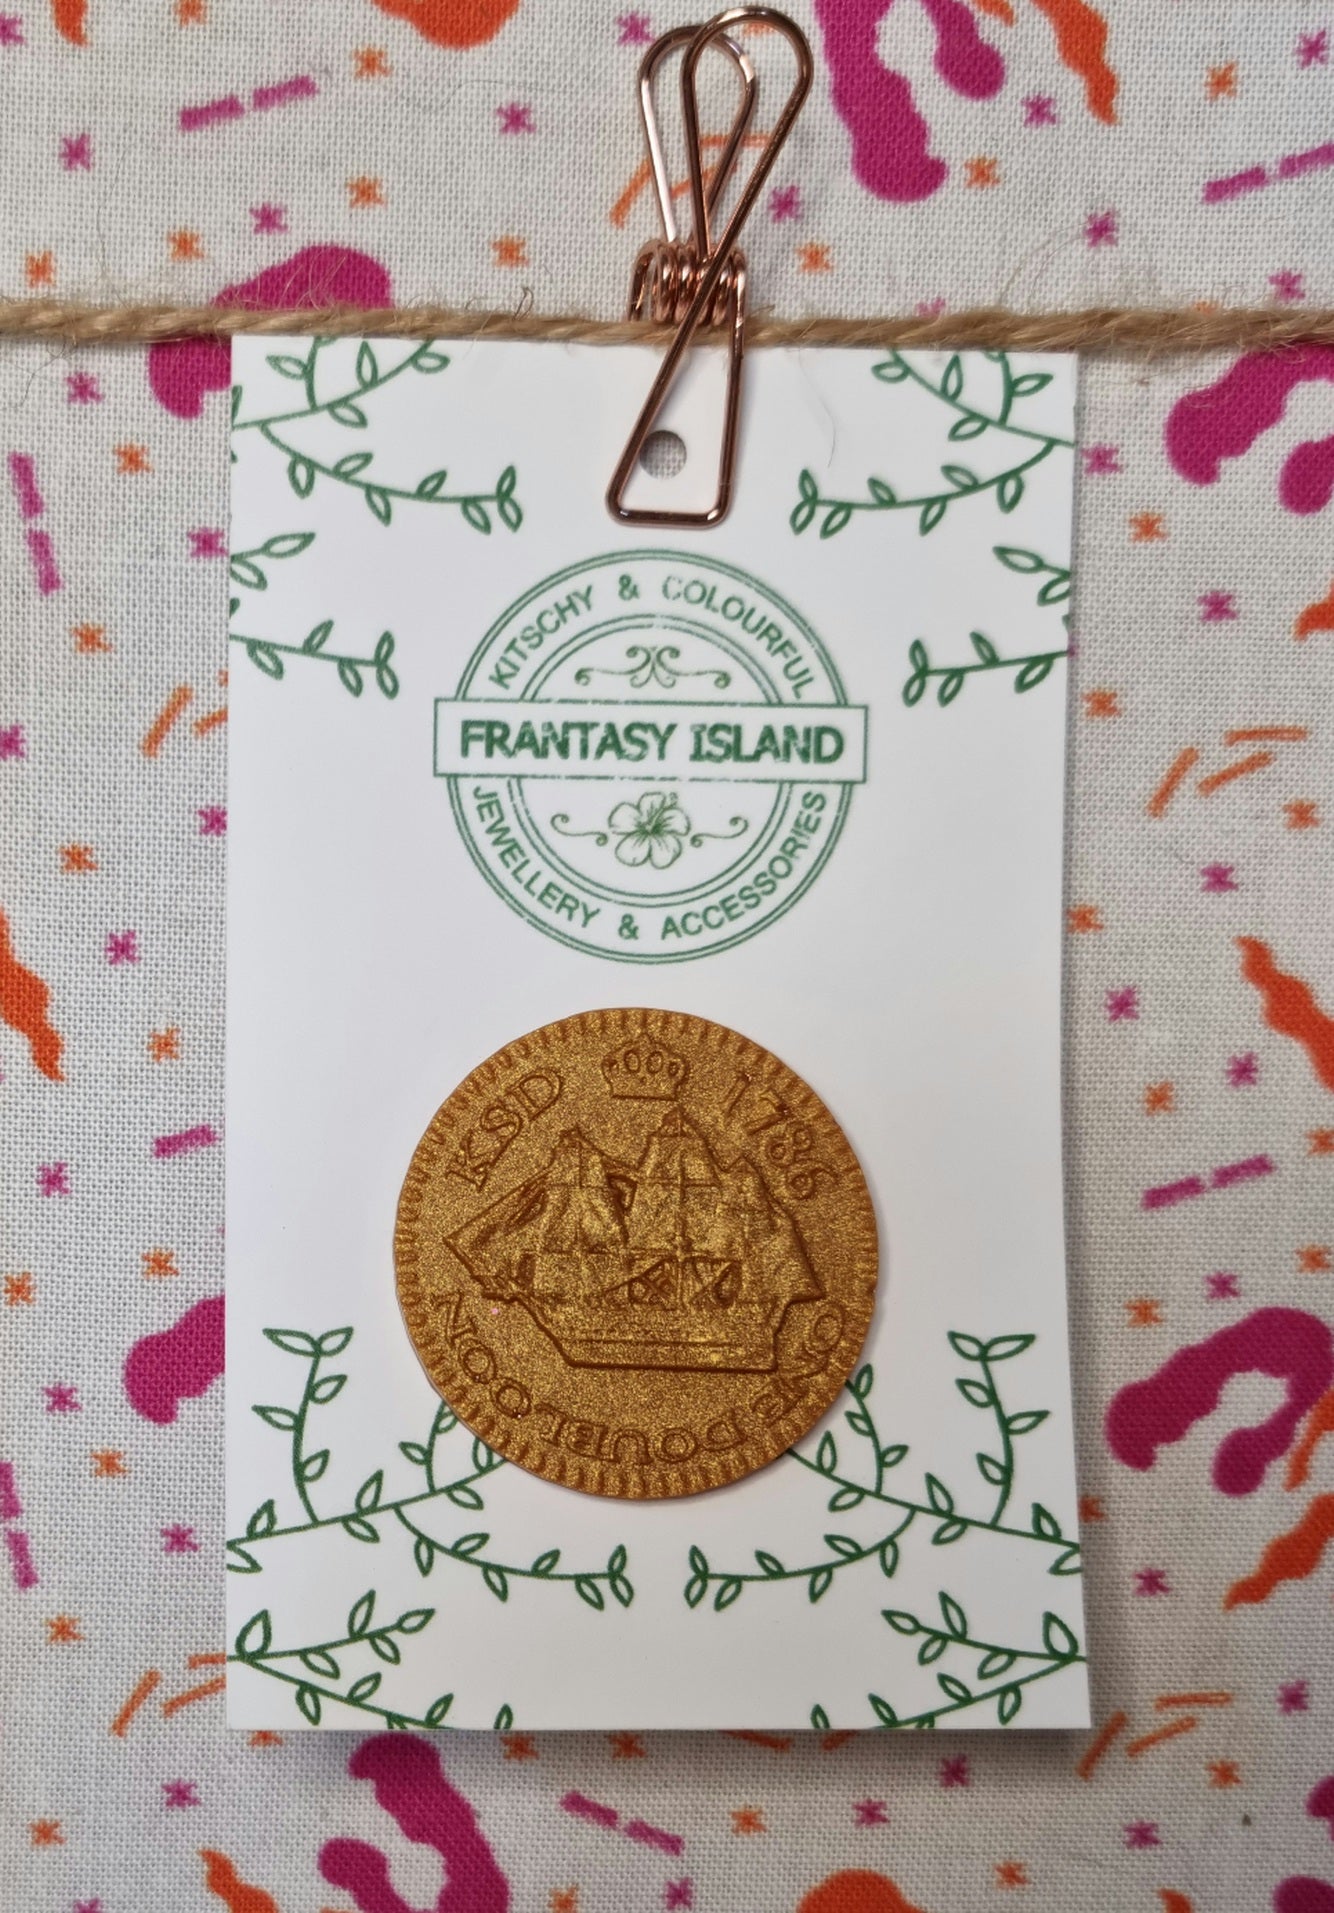 KITSCHY & COLOURFUL
FRANTASY ISLAND
JEWELLERY & ACCESSORIES
KSD 1786
ONE DOUBLOON